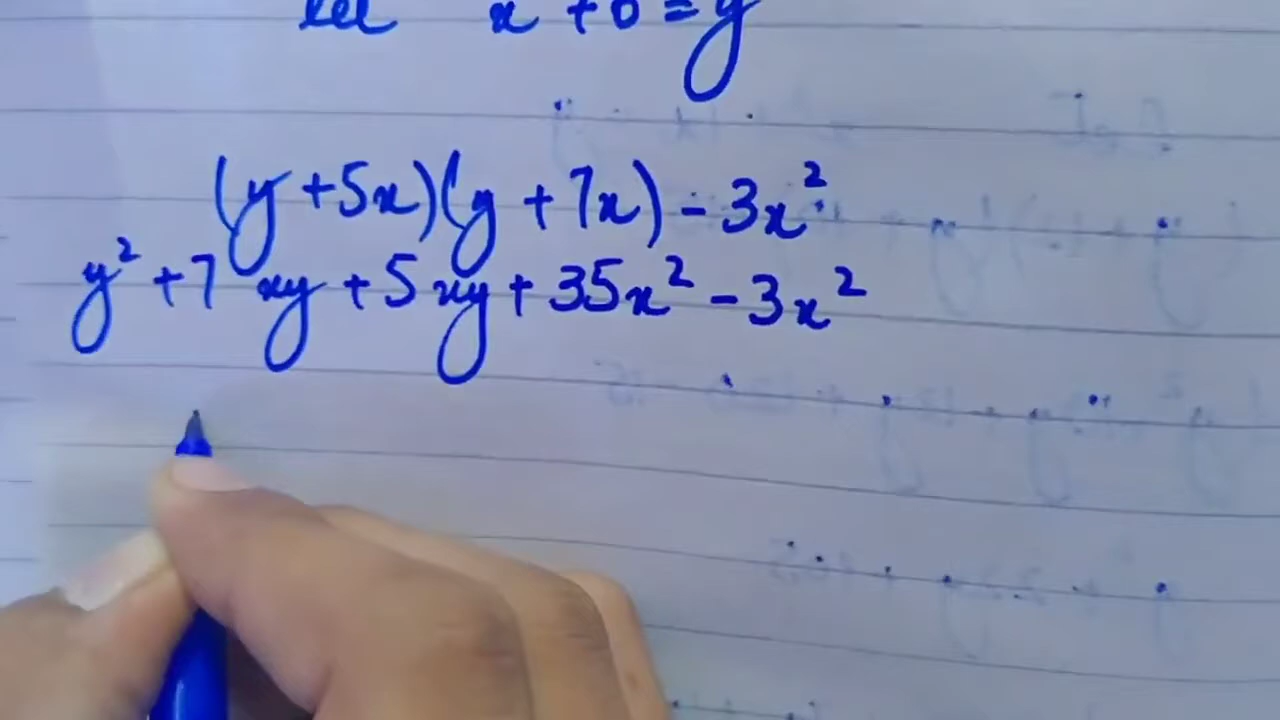 let x + 6 = y
(y + 5x)(y + 7x) - 3x²
y² + 7xy + 5xy + 35x² - 3x²